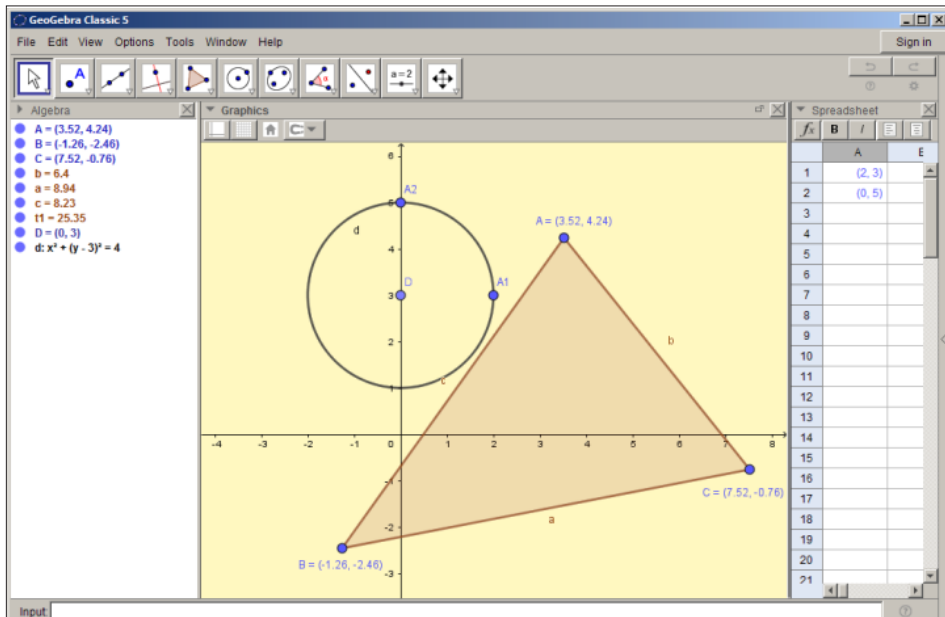 GeoGebra Classic 5
File Edit View Options Tools Window Help
Sign in
A
a=2
Algebra
A = (3.52, 4.24)
B = (-1.26, -2.46)
C = (7.52, -0.76)
b = 6.4
a = 8.94
c = 8.23
t1 = 25.35
D = (0, 3)
d: x² + (y - 3)² = 4
Graphics
6
5
4
3
2
1
-1
-2
-3
-4 -3 -2 -1 0 1 2 3 4 5 6 7 8
A2
d
D
A1
A = (3.52, 4.24)
b
c
C = (7.52, -0.76)
a
B = (-1.26, -2.46)
Spreadsheet
fx B I
A E
1 (2, 3)
2 (0, 5)
3
4
5
6
7
8
9
10
11
12
13
14
15
16
17
18
19
20
21
Input: